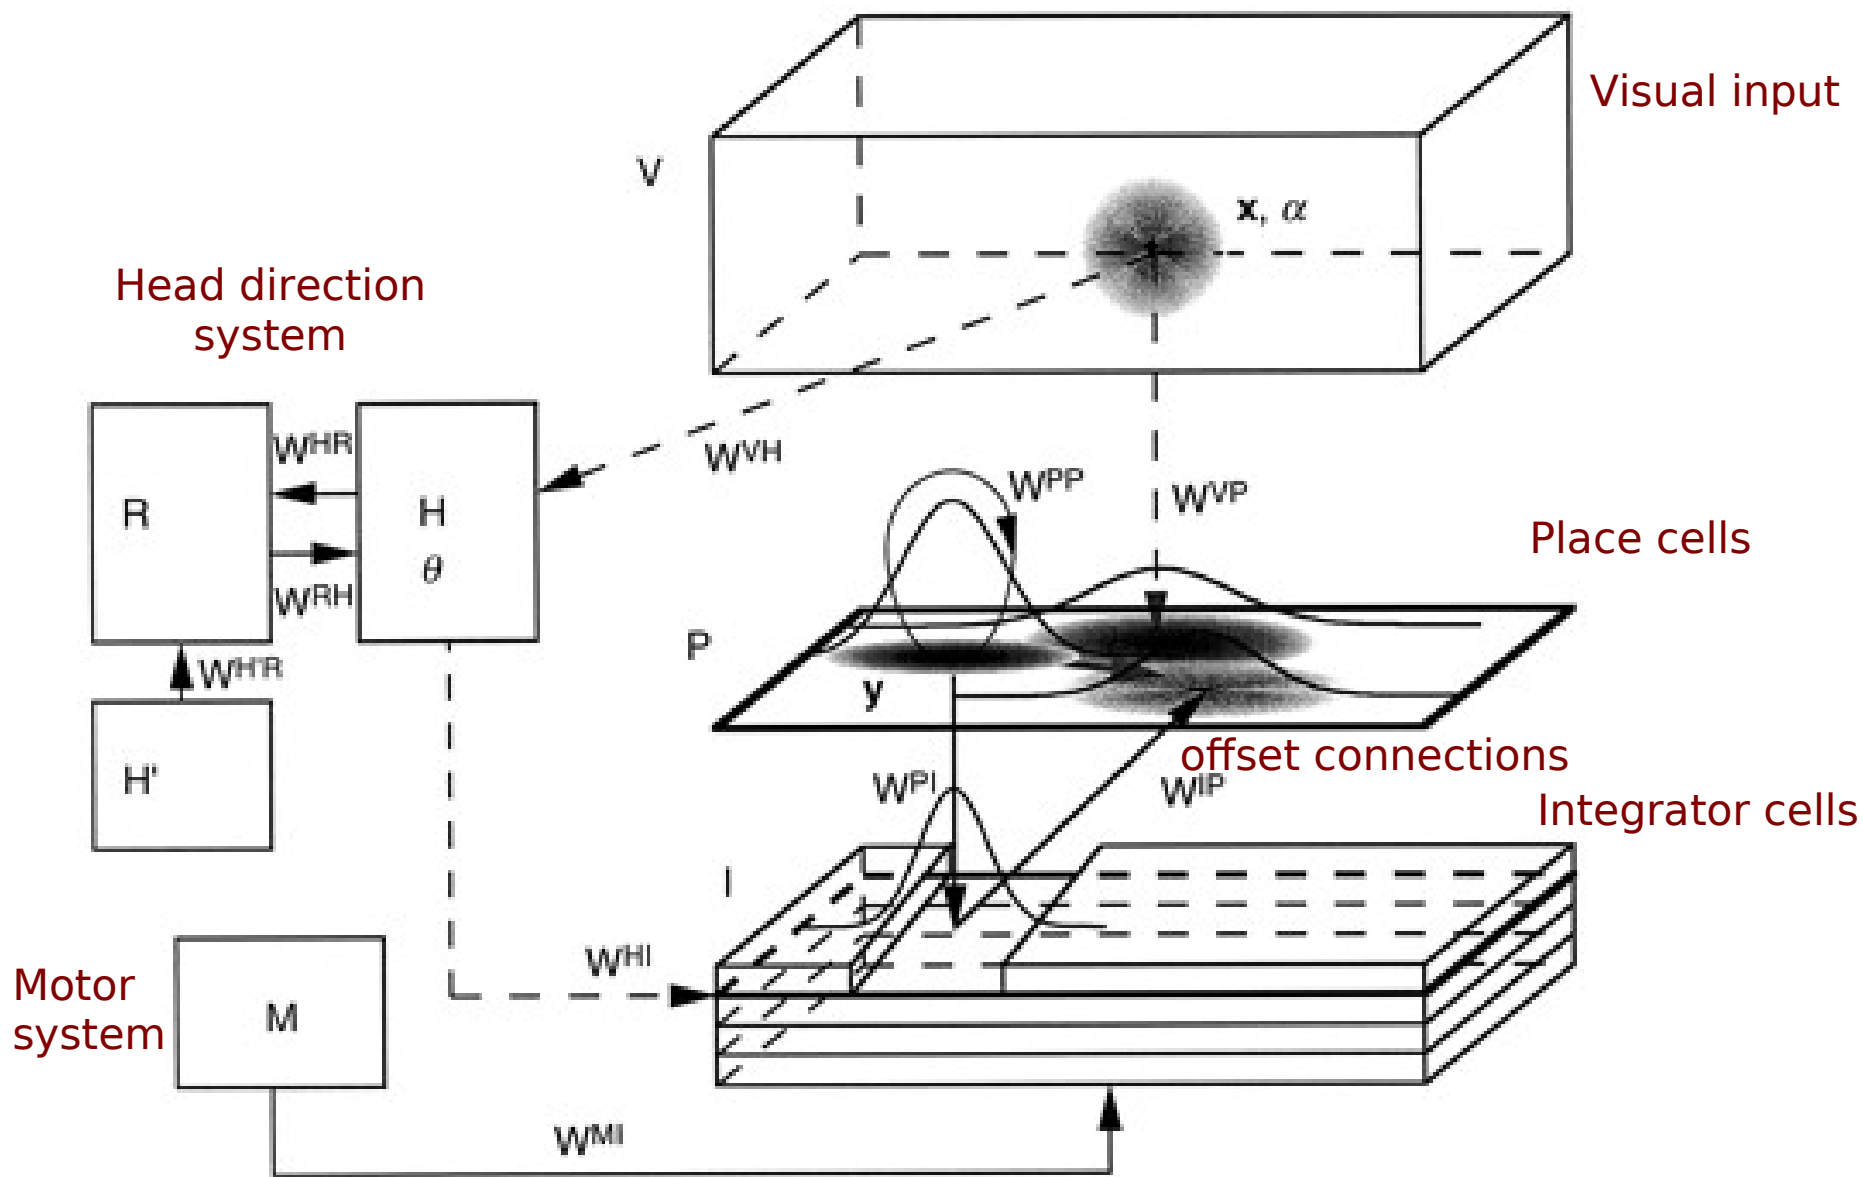 Visual input
V
x, α
Head direction
system
W^HR
W^VH
W^PP
W^VP
R
H
θ
Place cells
W^RH
P
W^H'R
y
offset connections
H'
W^PI
W^IP
Integrator cells
I
W^HI
Motor
system
M
W^MI